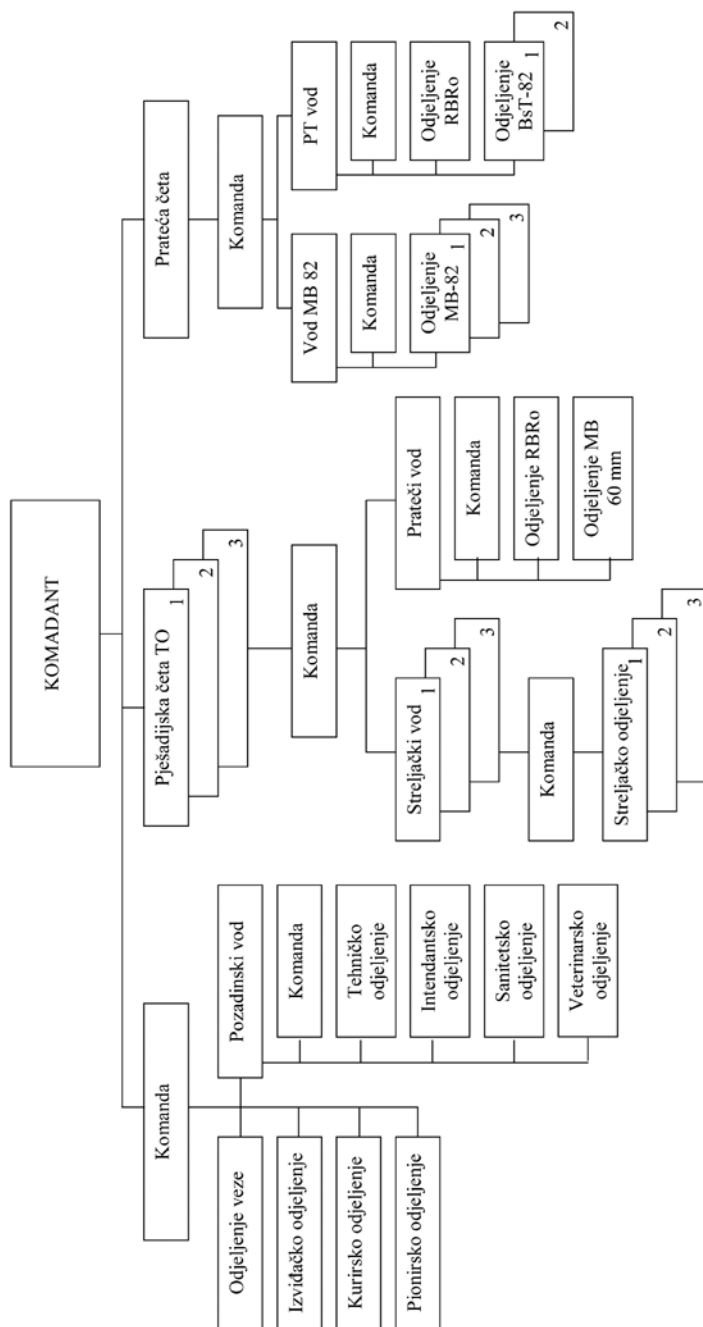 KOMADANT
Komanda
Odjeljenje veze
Izviđačko odjeljenje
Kurirsko odjeljenje
Pionirsko odjeljenje
Pozadinski vod
Komanda
Tehničko
odjeljenje
Intendantsko
odjeljenje
Sanitetsko
odjeljenje
Veterinarsko
odjeljenje
Pješadijska četa TO
1
2
3
Komanda
Streljački vod
1
2
3
Komanda
Streljačko odjeljenje
1
2
3
Prateči vod
Komanda
Odjeljenje RBRo
Odjeljenje MB
60 mm
Prateća četa
Komanda
Vod MB 82
Komanda
Odjeljenje
MB-82
1
2
3
PT vod
Komanda
Odjeljenje
RBRo
Odjeljenje
BsT-82
1
2